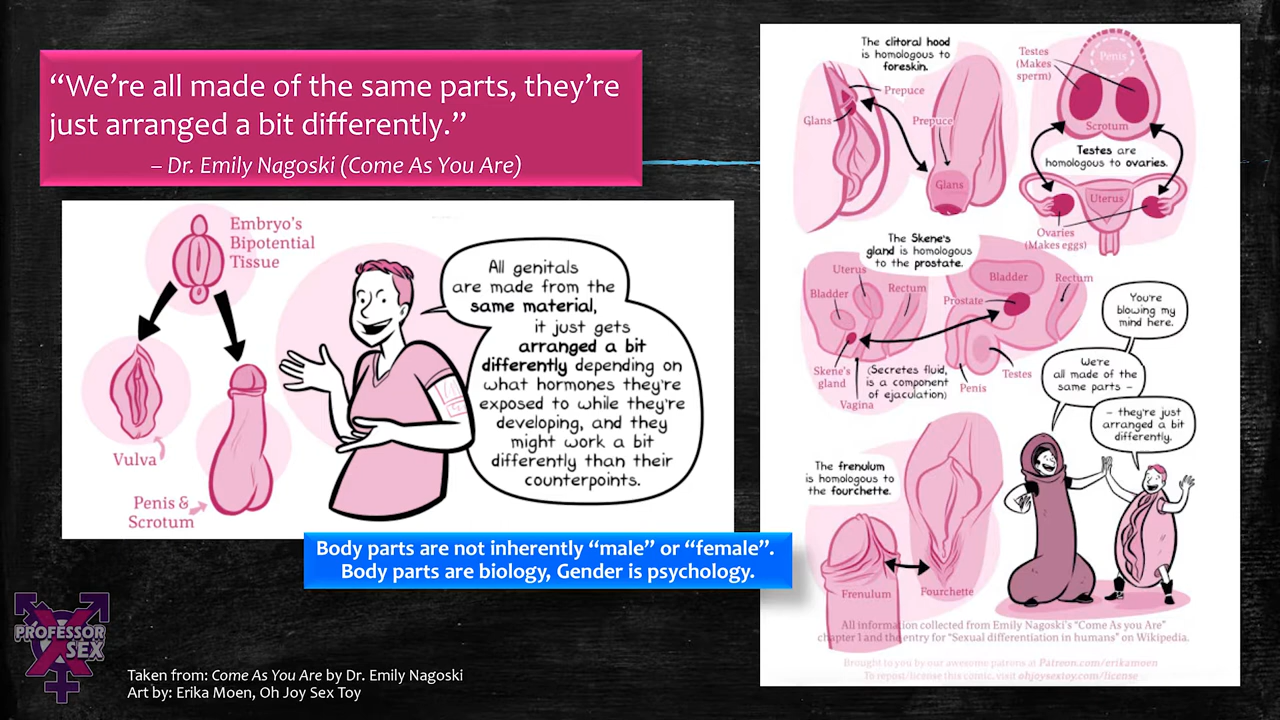 “We’re all made of the same parts, they’re
just arranged a bit differently.”
– Dr. Emily Nagoski (Come As You Are)
Embryo's
Bipotential
Tissue
Vulva
Penis &
Scrotum
All genitals
are made from the
same material,
it just gets
arranged a bit
differently depending on
what hormones they're
exposed to while they're
developing, and they
might work a bit
differently than their
counterpoints.
Body parts are not inherently “male” or “female”.
Body parts are biology, Gender is psychology.
PROFESSOR
SEX
Taken from: Come As You Are by Dr. Emily Nagoski
Art by: Erika Moen, Oh Joy Sex Toy
The clitoral hood
is homologous to
foreskin.
Prepuce
Glans
Prepuce
Glans
Testes
(Makes
sperm)
Penis
Scrotum
Testes are
homologous to ovaries.
Uterus
Ovaries
(Makes eggs)
The Skene's
gland is homologous
to the prostate.
Uterus
Bladder
Rectum
Skene's
gland
Vagina
(Secretes fluid,
is a component
of ejaculation)
Bladder
Prostate
Rectum
Penis
Testes
You're
blowing my
mind here.
We're
all made of the
same parts –
– they're just
arranged a bit
differently.
The frenulum
is homologous to
the fourchette.
Frenulum
Fourchette
All information collected from Emily Nagoski's “Come As you Are”
chapter 1 and the entry for “Sexual differentiation in humans” on Wikipedia.
Brought to you by our awesome patrons at Patreon.com/erikamoen
To repost/license this comic, visit ohjoysextoy.com/license